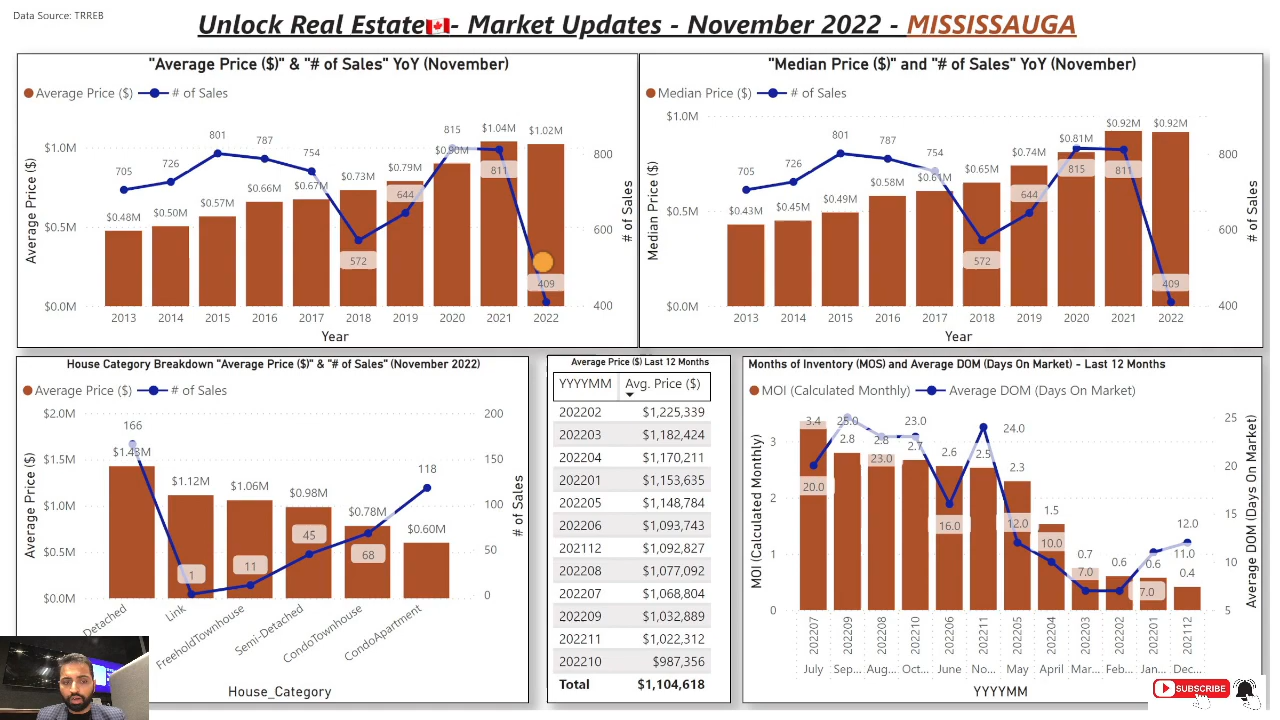 Data Source: TRREB
Unlock Real Estate - Market Updates - November 2022 - MISSISSAUGA
"Average Price ($)" & "# of Sales" YoY (November)
Average Price ($) # of Sales
Average Price ($)
$1.0M
$0.5M
$0.0M
705 726 801 787 754 572 644 815 811 409
$0.48M $0.50M $0.57M $0.66M $0.67M $0.73M $0.79M $0.90M $1.04M $1.02M
800
600
400
# of Sales
2013 2014 2015 2016 2017 2018 2019 2020 2021 2022
Year
"Median Price ($)" and "# of Sales" YoY (November)
Median Price ($) # of Sales
Median Price ($)
$1.0M
$0.5M
$0.0M
705 726 801 787 754 572 644 815 811 409
$0.43M $0.45M $0.49M $0.58M $0.61M $0.65M $0.74M $0.81M $0.92M $0.92M
800
600
400
# of Sales
2013 2014 2015 2016 2017 2018 2019 2020 2021 2022
Year
House Category Breakdown "Average Price ($)" & "# of Sales" (November 2022)
Average Price ($) # of Sales
Average Price ($)
$2.0M
$1.5M
$1.0M
$0.5M
$0.0M
166 1 11 45 68 118
$1.43M $1.12M $1.06M $0.98M $0.78M $0.60M
200
150
100
50
0
# of Sales
Detached Link FreeholdTownhouse Semi-Detached CondoTownhouse CondoApartment
House_Category
Average Price ($) Last 12 Months
YYYYMM Avg. Price ($)
202202 $1,225,339
202203 $1,182,424
202204 $1,170,211
202201 $1,153,635
202205 $1,148,784
202206 $1,093,743
202112 $1,092,827
202208 $1,077,092
202207 $1,068,804
202209 $1,032,889
202211 $1,022,312
202210 $987,356
Total $1,104,618
Months of Inventory (MOS) and Average DOM (Days On Market) - Last 12 Months
MOI (Calculated Monthly) Average DOM (Days On Market)
MOI (Calculated Monthly)
3
2
1
0
3.4 2.8 2.8 2.7 2.6 2.5 2.3 1.5 0.7 0.6 0.6 0.4
20.0 25.0 23.0 23.0 16.0 24.0 12.0 10.0 7.0 7.0 11.0 12.0
25
20
15
10
5
Average DOM (Days On Market)
202207 202209 202208 202210 202206 202211 202205 202204 202203 202202 202201 202112
July Sep... Aug... Oct... June No... May April Mar... Feb... Jan... Dec...
YYYYMM
SUBSCRIBE